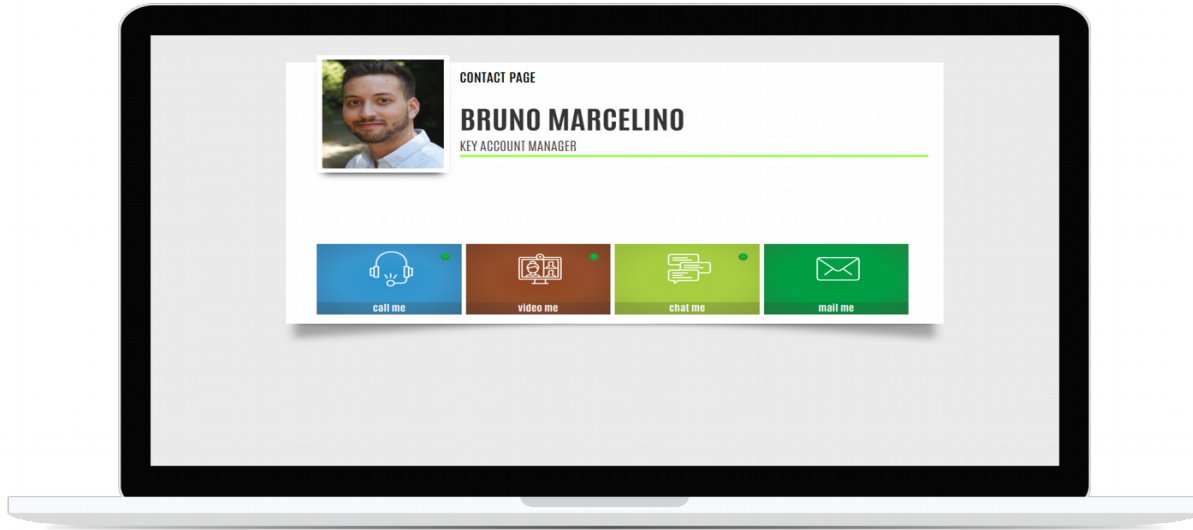 CONTACT PAGE
BRUNO MARCELINO
KEY ACCOUNT MANAGER
call me
video me
chat me
mail me